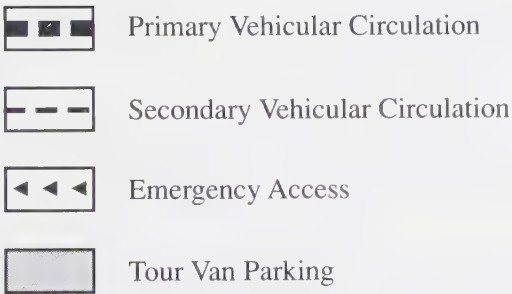 Primary Vehicular Circulation
Secondary Vehicular Circulation
Emergency Access
Tour Van Parking